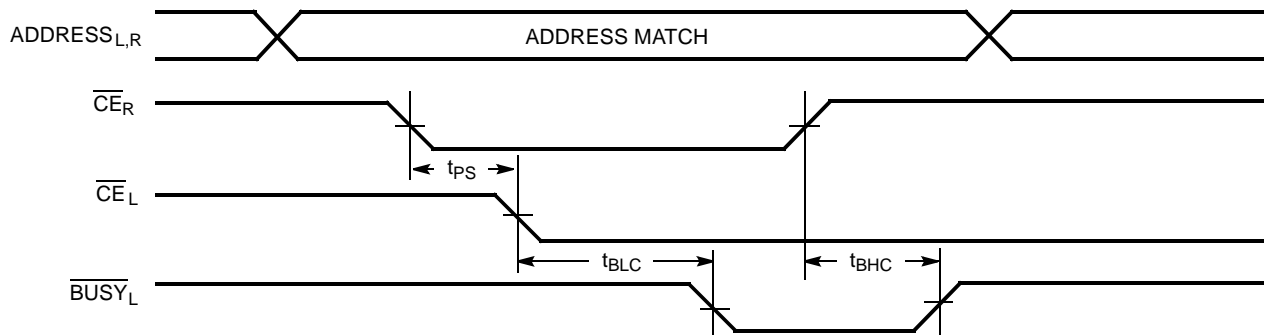 ADDRESS_L,R
ADDRESS MATCH
CE_R
t_PS
CE_L
t_BLC
t_BHC
BUSY_L